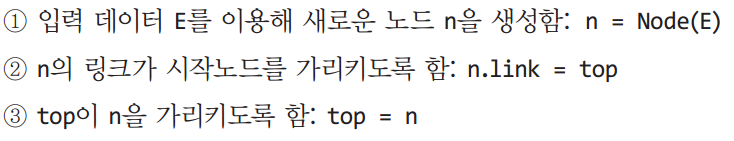 ① 입력 데이터 E를 이용해 새로운 노드 n을 생성함: n = Node(E)
② n의 링크가 시작노드를 가리키도록 함: n.link = top
③ top이 n을 가리키도록 함: top = n